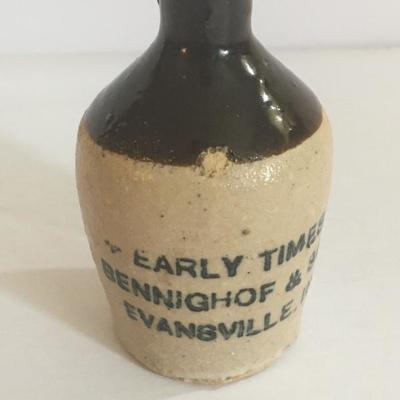 EARLY TIMES
BENNIGHOF &
EVANSVILLE,